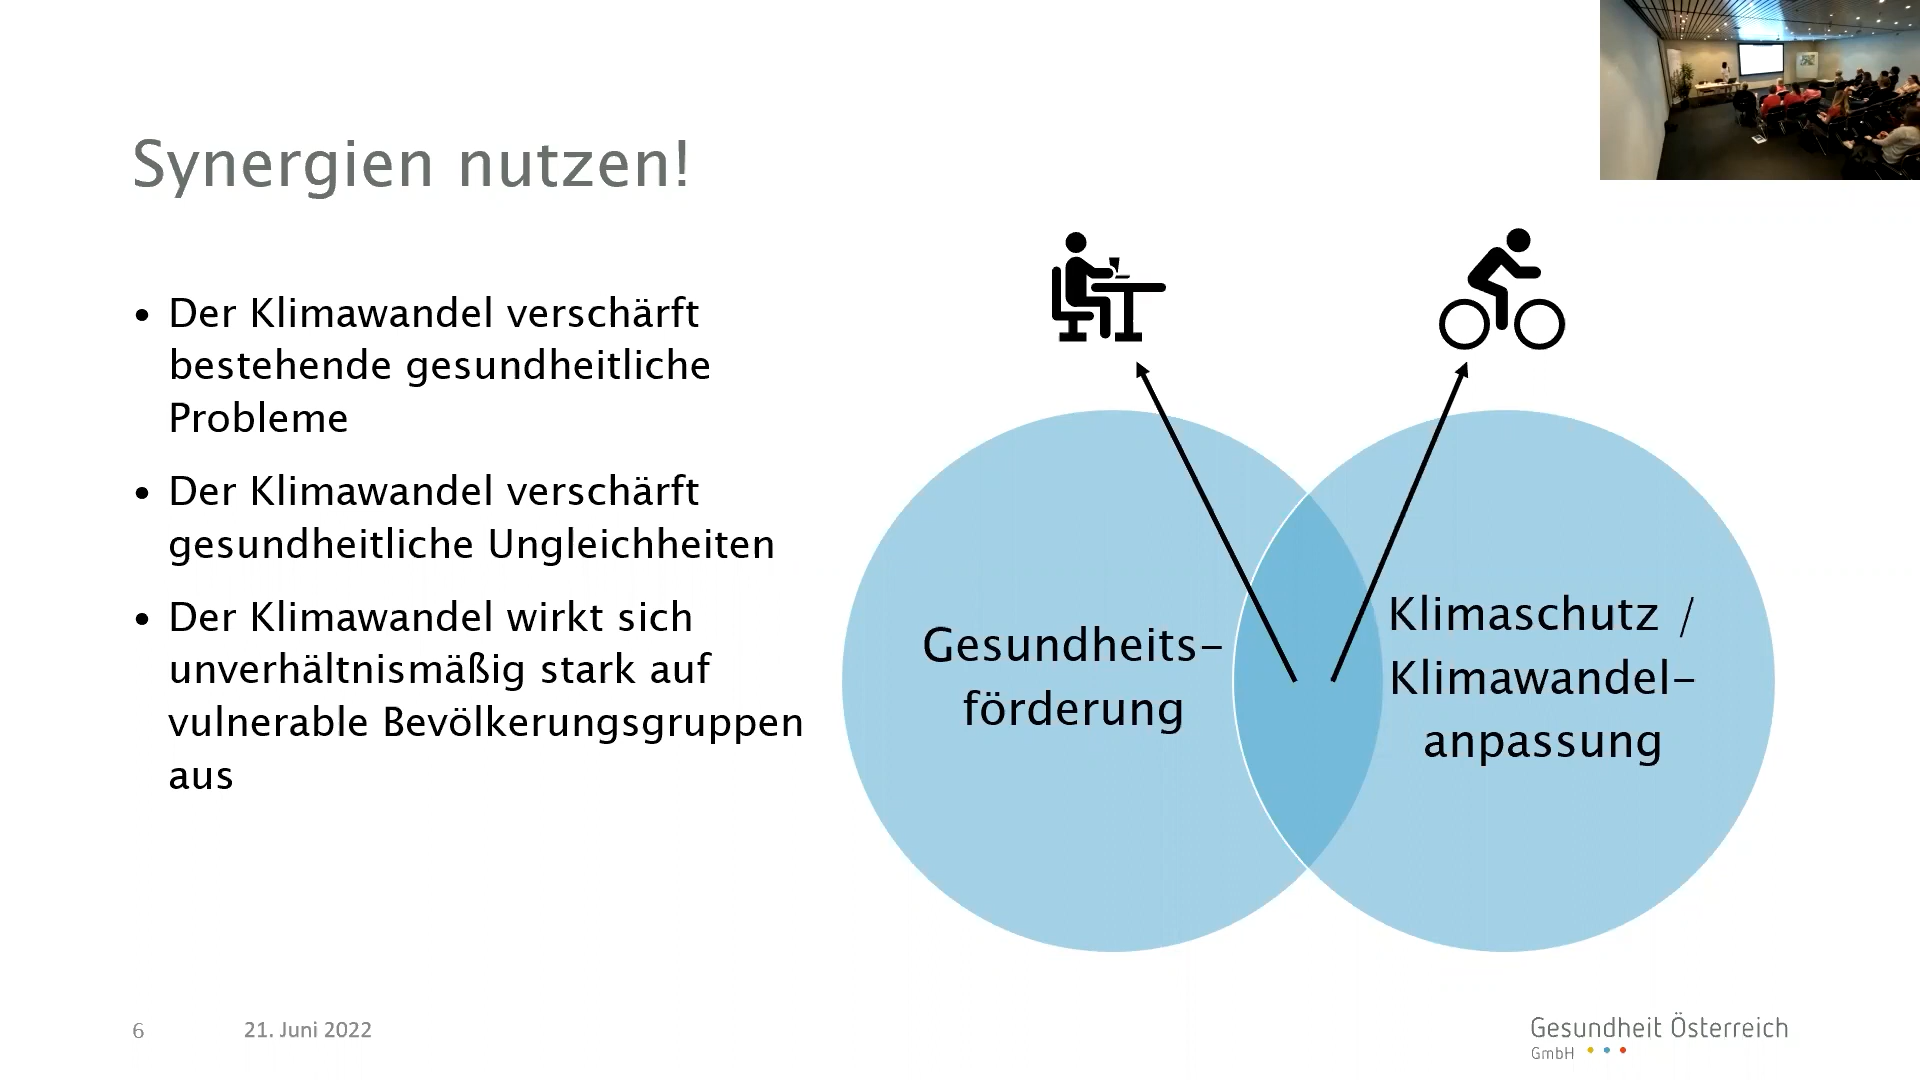 Synergien nutzen!
• Der Klimawandel verschärft
bestehende gesundheitliche
Probleme
• Der Klimawandel verschärft
gesundheitliche Ungleichheiten
• Der Klimawandel wirkt sich
unverhältnismäßig stark auf
vulnerable Bevölkerungsgruppen
aus
Gesundheits-
förderung
Klimaschutz /
Klimawandel-
anpassung
6
21. Juni 2022
Gesundheit Österreich
GmbH